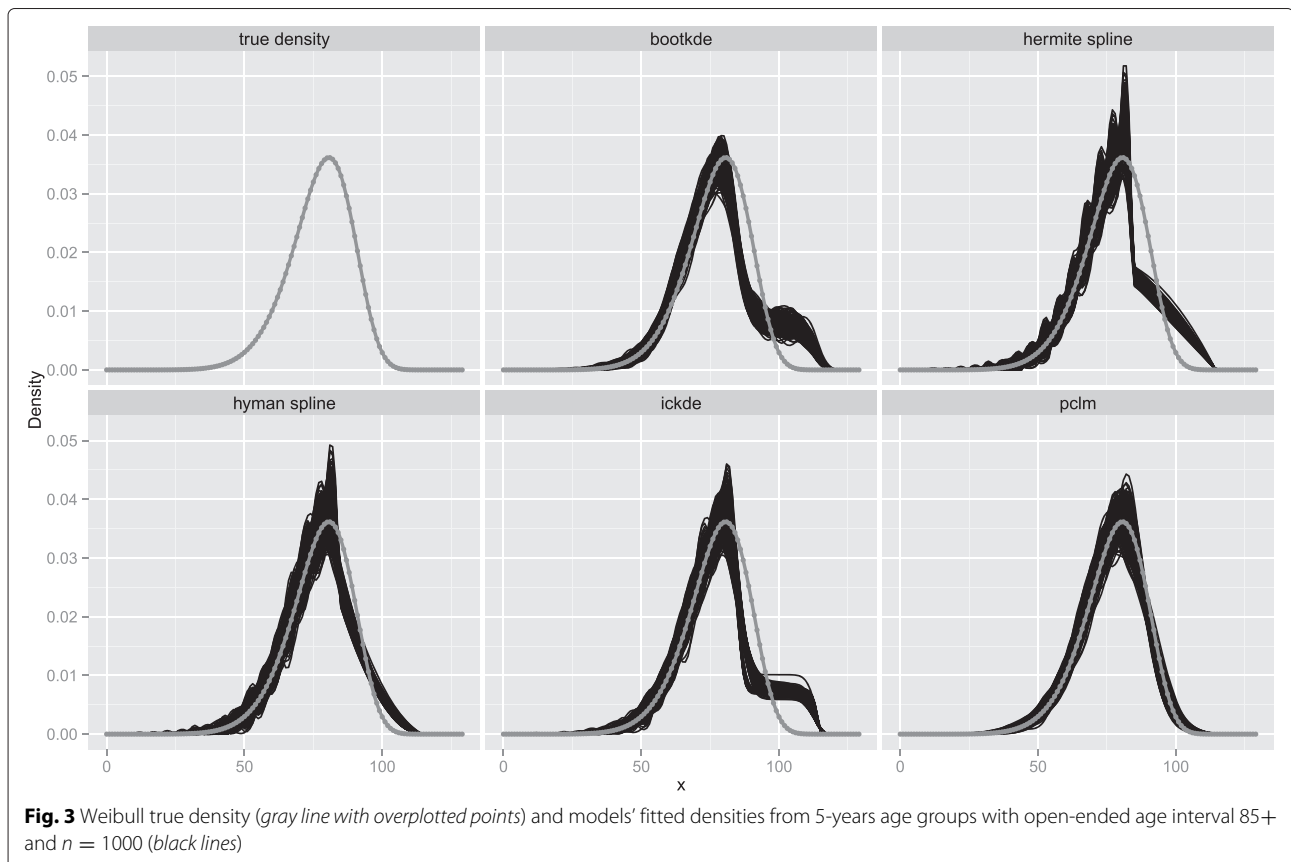 true density
bootkde
hermite spline
0.05
0.04
0.03
0.02
0.01
0.00
hyman spline
ickde
pclm
0.05
0.04
0.03
0.02
0.01
0.00
Density
0 50 100
0 50 100
0 50 100
x
Fig. 3 Weibull true density (gray line with overplotted points) and models' fitted densities from 5-years age groups with open-ended age interval 85+
and n = 1000 (black lines)